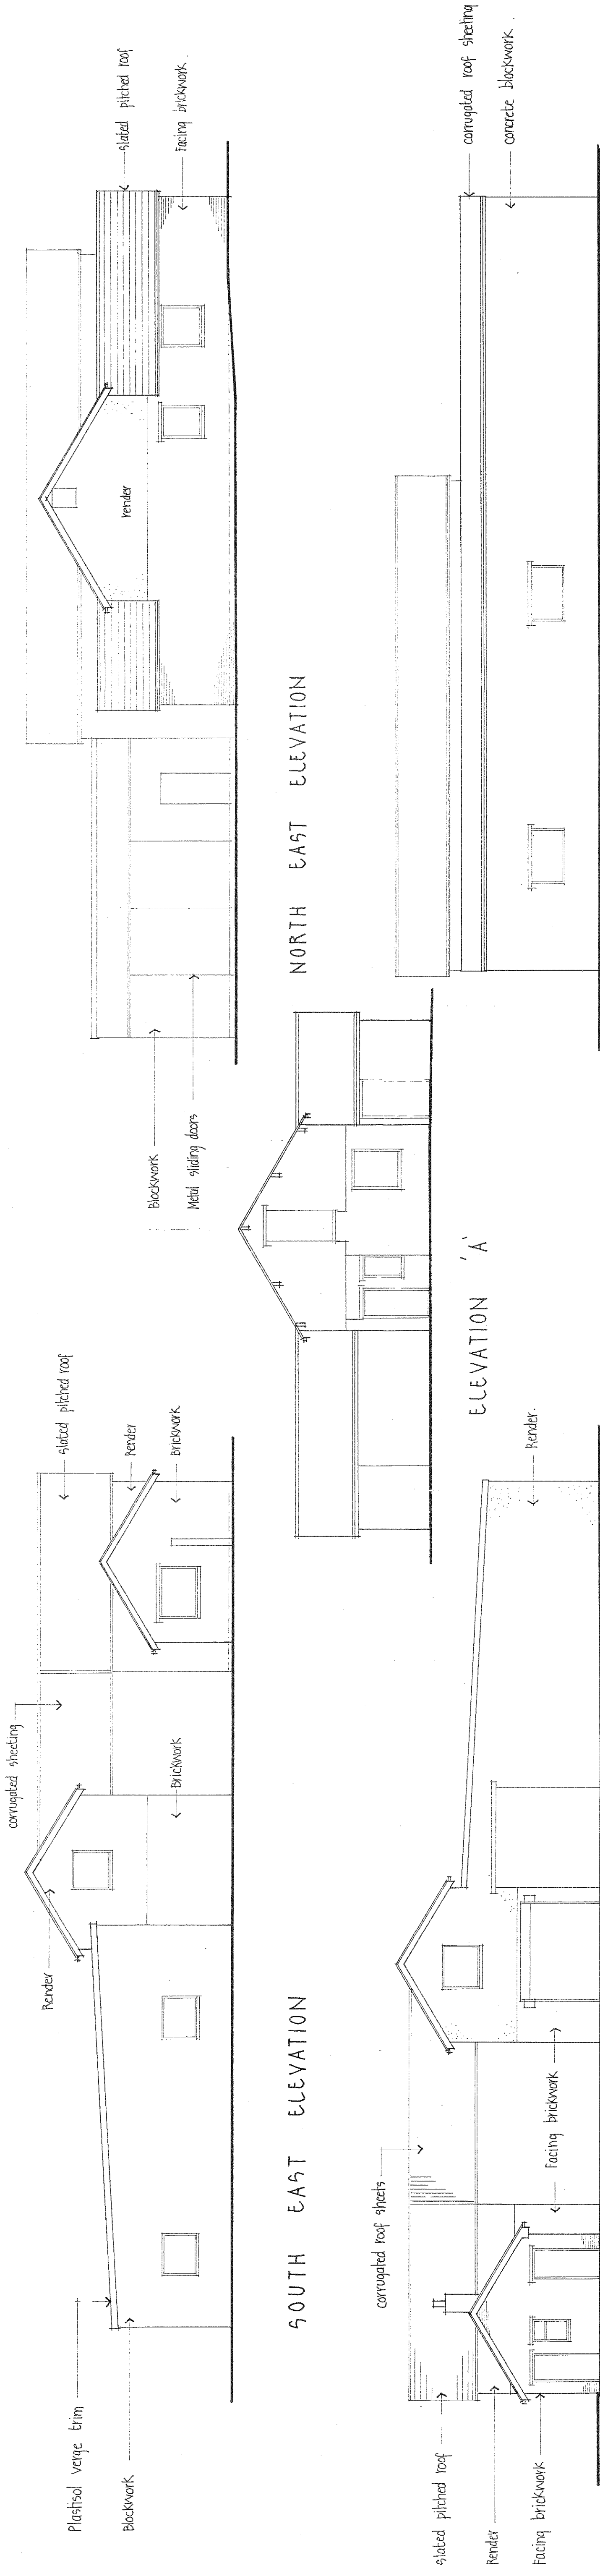 Plastisol verge trim
Blockwork
Render
corrugated sheeting
Brickwork
slated pitched roof
Render
Brickwork
SOUTH EAST ELEVATION
Blockwork
Metal sliding doors
render
slated pitched roof
Facing brickwork.
NORTH EAST ELEVATION
slated pitched roof
Render
Facing brickwork
corrugated roof sheets
Facing brickwork
Render.
ELEVATION 'A'
corrugated roof sheeting
concrete blockwork.